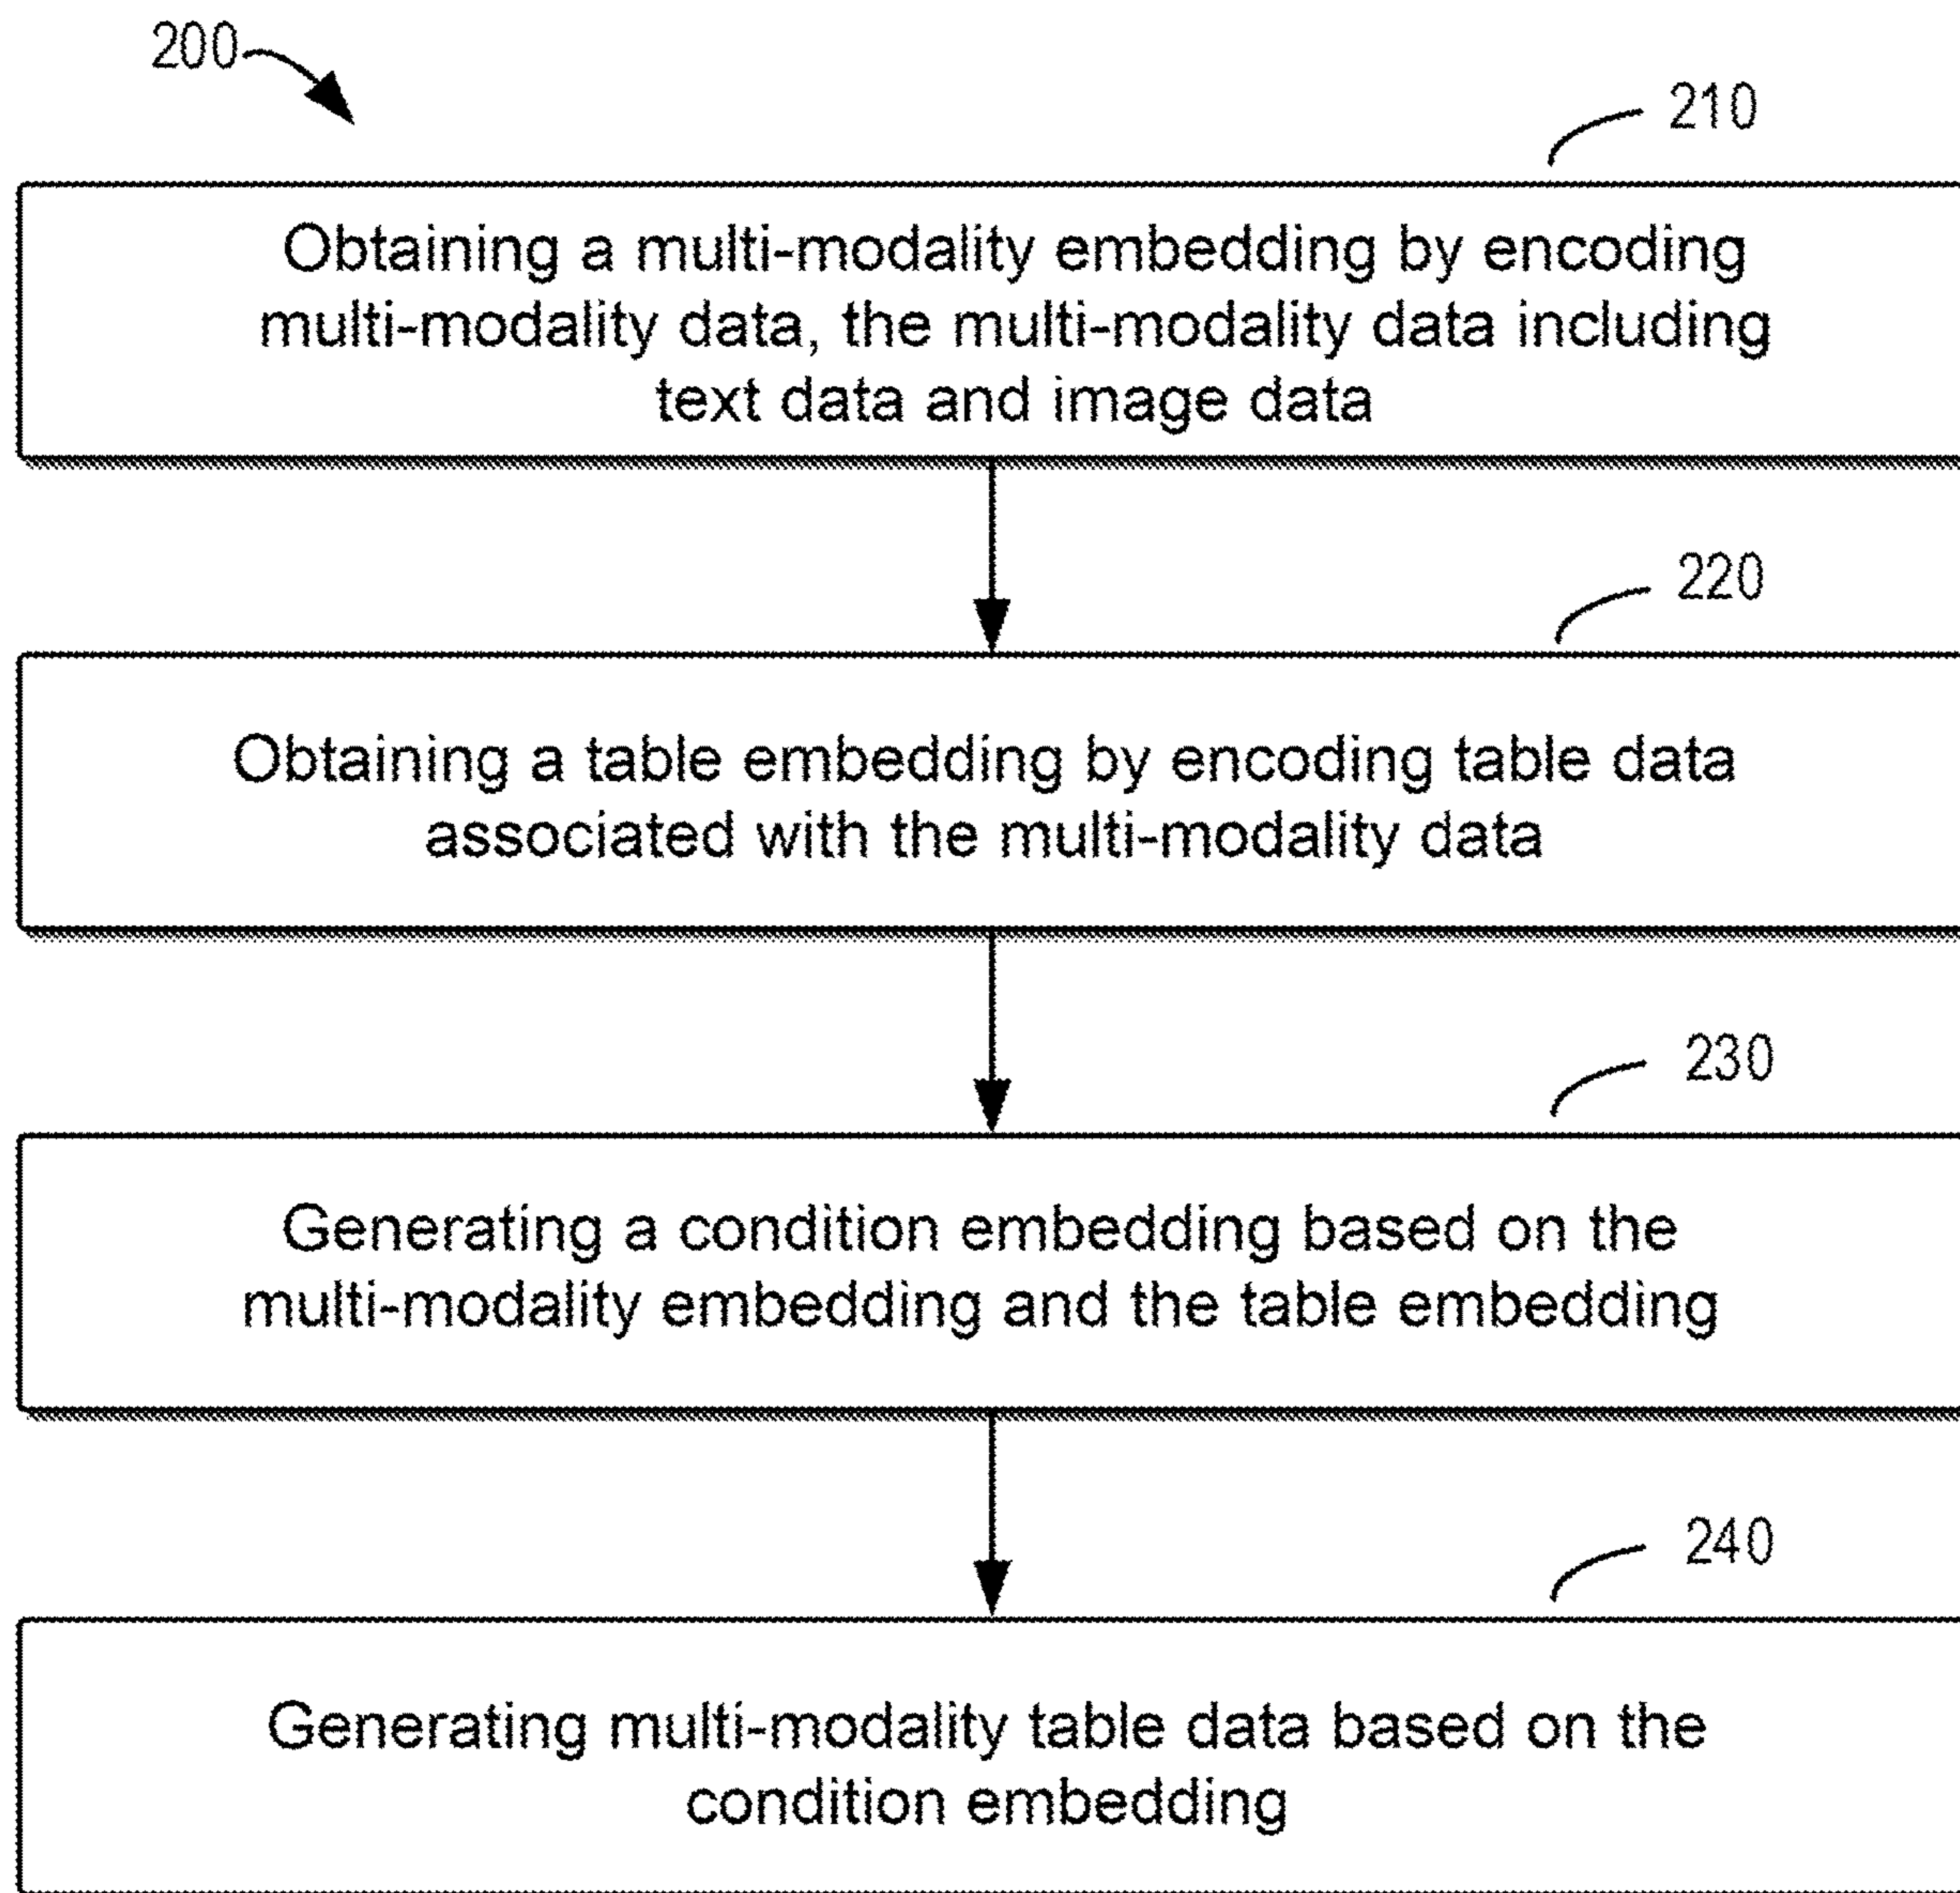 200
210
Obtaining a multi-modality embedding by encoding
multi-modality data, the multi-modality data including
text data and image data
220
Obtaining a table embedding by encoding table data
associated with the multi-modality data
230
Generating a condition embedding based on the
multi-modality embedding and the table embedding
240
Generating multi-modality table data based on the
condition embedding